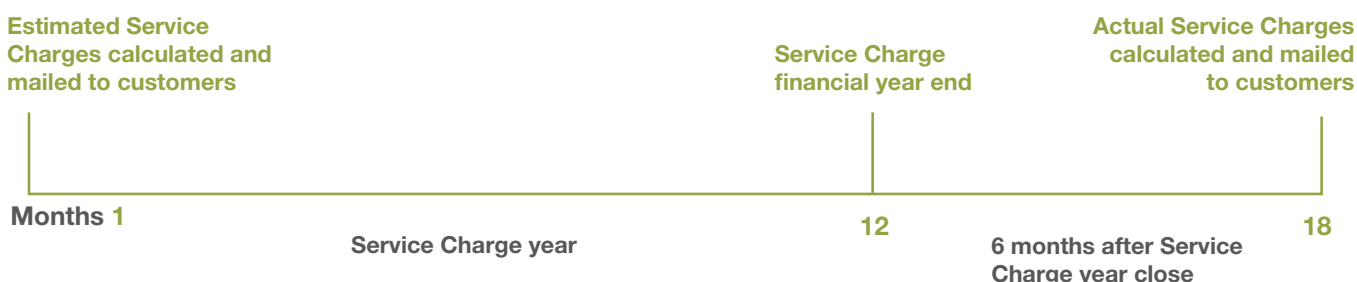 Estimated Service
Charges calculated and
mailed to customers
Service Charge
financial year end
Actual Service Charges
calculated and mailed
to customers
Months 1
12
18
Service Charge year
6 months after Service
Charge year close